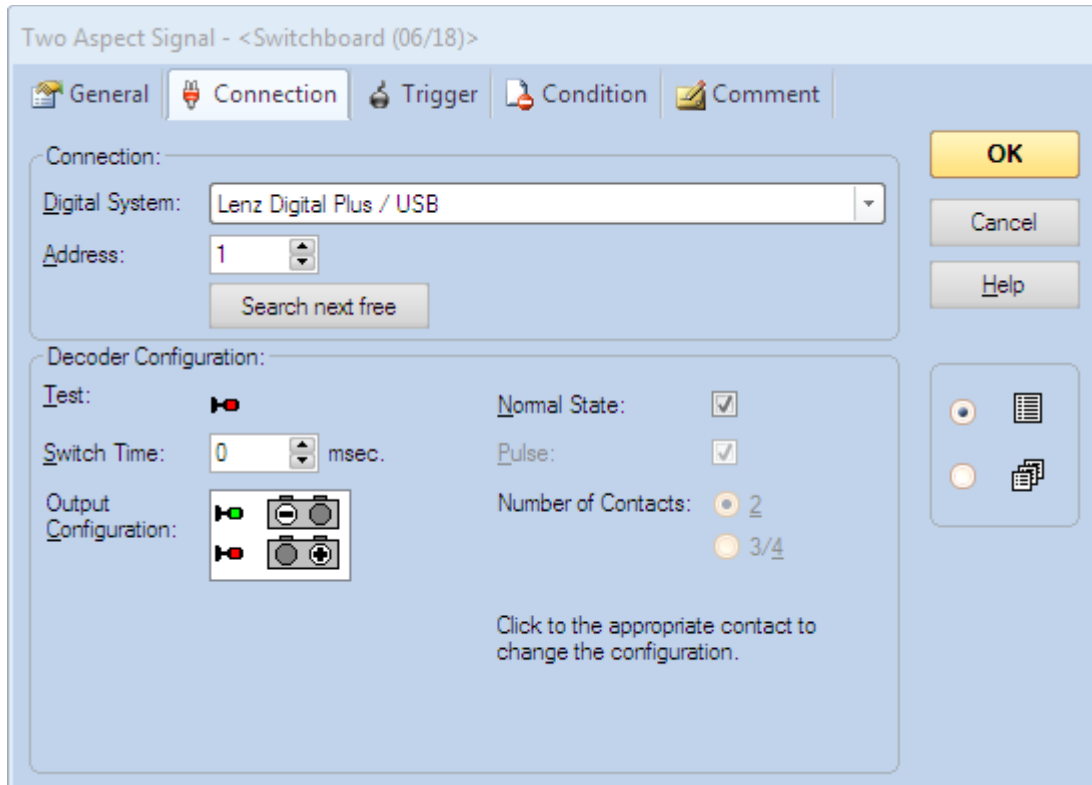 Two Aspect Signal - <Switchboard (06/18)>
General Connection Trigger Condition Comment
Connection:
Digital System: Lenz Digital Plus / USB
Address: 1
Search next free
Decoder Configuration:
Test:
Normal State:
Switch Time: 0 msec.
Pulse:
Output
Configuration:
Number of Contacts: 2
3/4
Click to the appropriate contact to
change the configuration.
OK
Cancel
Help